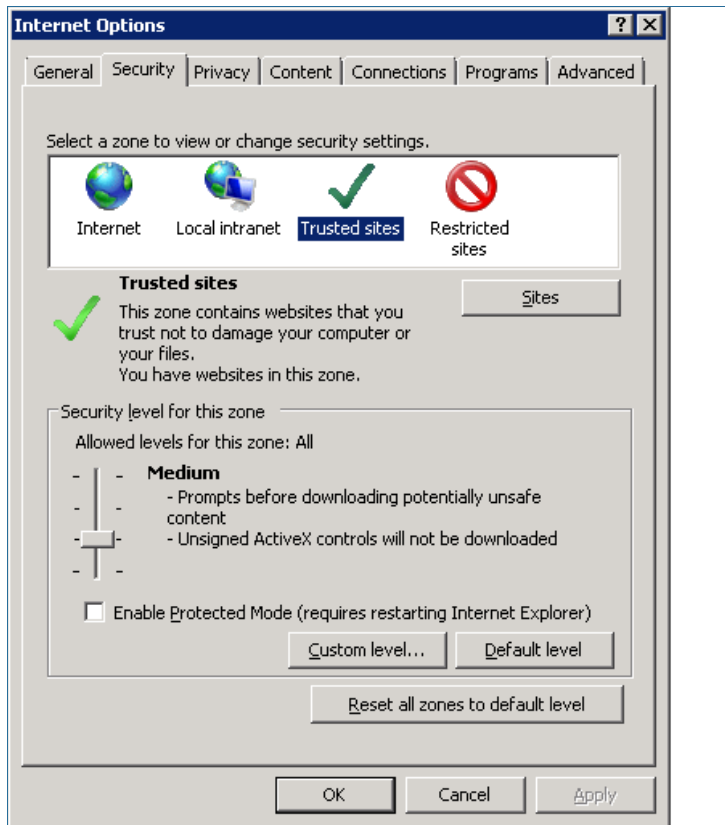 Internet Options
General Security Privacy Content Connections Programs Advanced
Select a zone to view or change security settings.
Internet
Local intranet
Trusted sites
Restricted
sites
Trusted sites
Sites
This zone contains websites that you
trust not to damage your computer or
your files.
You have websites in this zone.
Security level for this zone
Allowed levels for this zone: All
Medium
- Prompts before downloading potentially unsafe
content
- Unsigned ActiveX controls will not be downloaded
Enable Protected Mode (requires restarting Internet Explorer)
Custom level... Default level
Reset all zones to default level
OK Cancel Apply